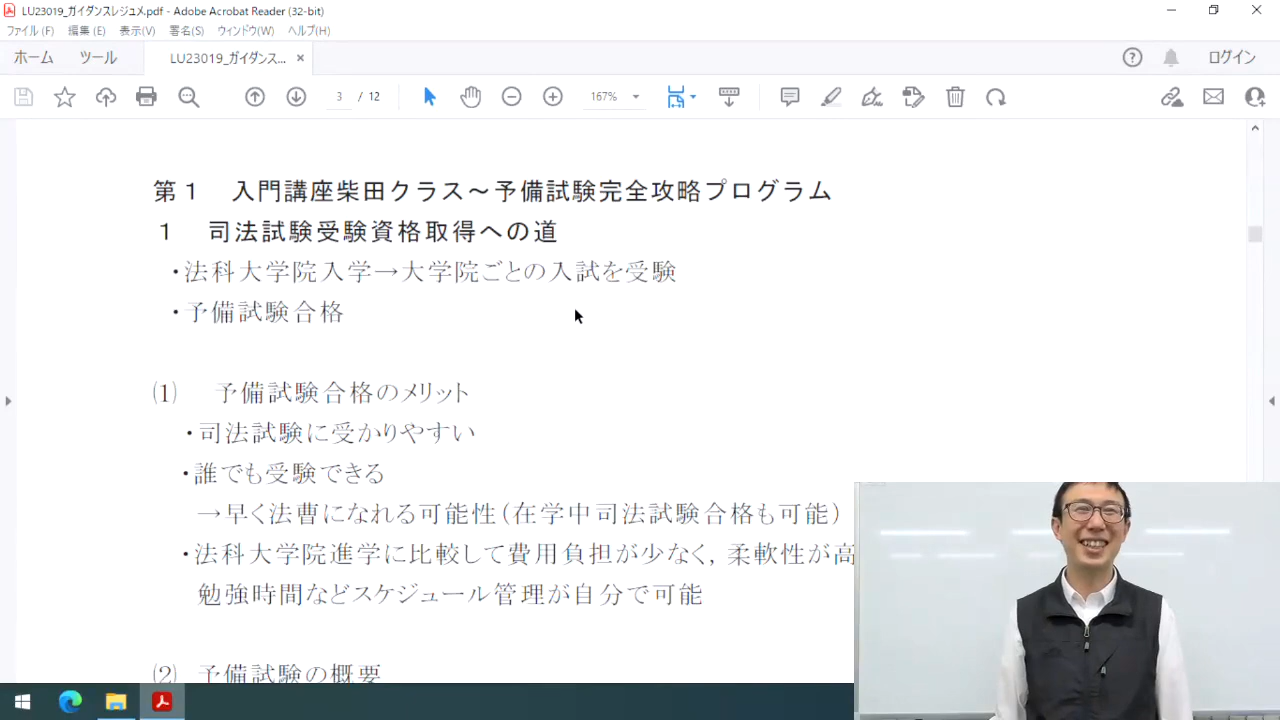 LU23019_ガイダンスレジュメ.pdf - Adobe Acrobat Reader (32-bit)
ファイル(F) 編集(E) 表示(V) 署名(S) ウィンドウ(W) ヘルプ(H)
ホーム ツール LU23019_ガイダンス... × ログイン
3 / 12 167%
第1 入門講座柴田クラス～予備試験完全攻略プログラム
1 司法試験受験資格取得への道
・法科大学院入学→大学院ごとの入試を受験
・予備試験合格
(1) 予備試験合格のメリット
・司法試験に受かりやすい
・誰でも受験できる
→早く法曹になれる可能性(在学中司法試験合格も可能)
・法科大学院進学に比較して費用負担が少なく, 柔軟性が高
勉強時間などスケジュール管理が自分で可能
(2) 予備試験の概要